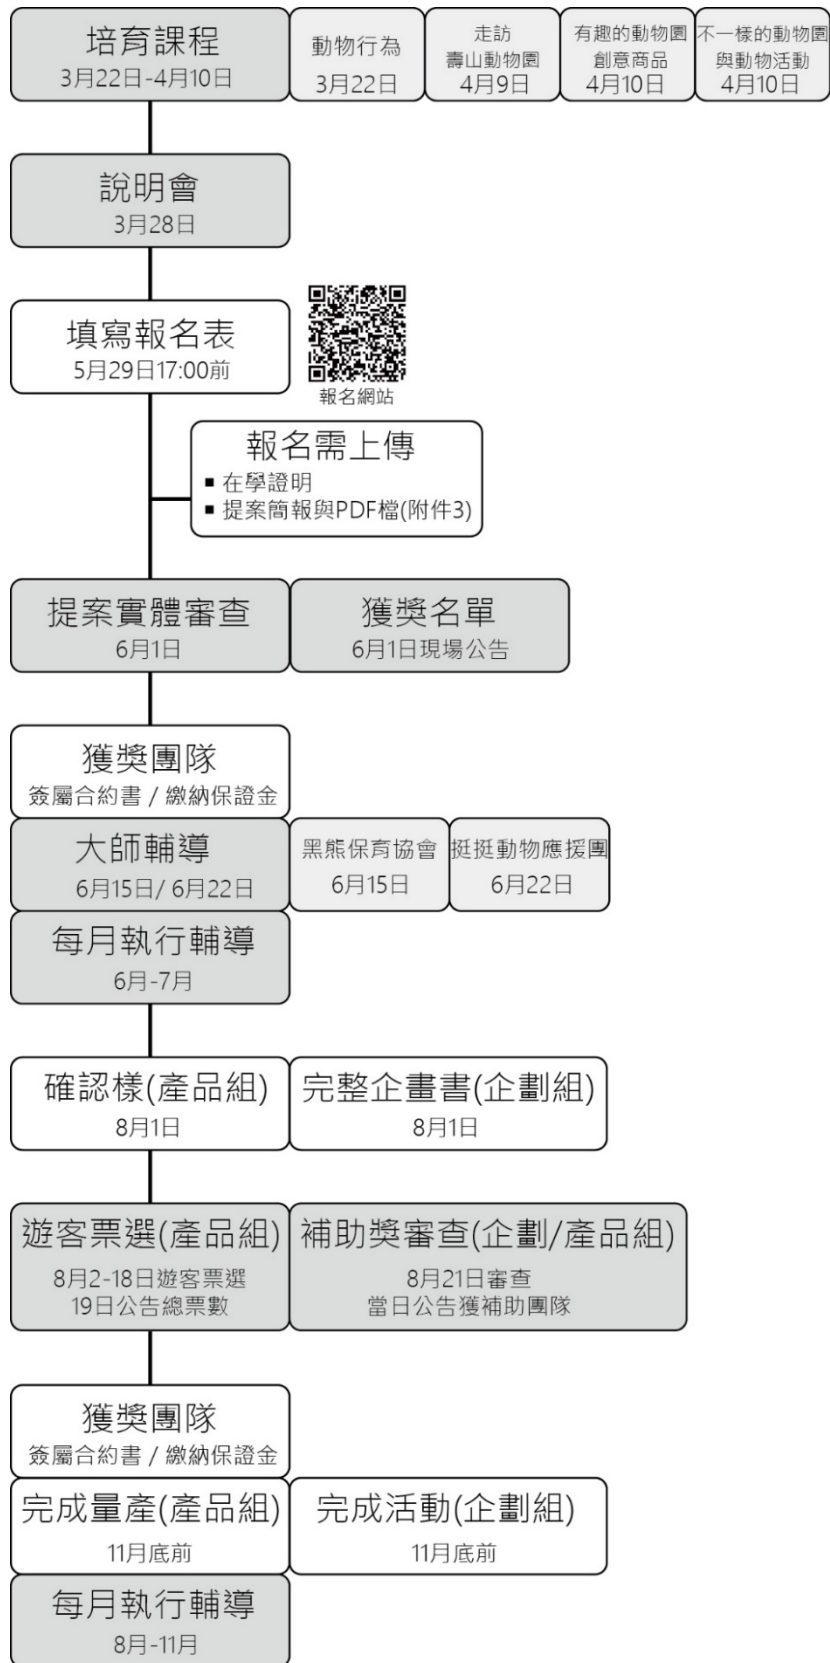 培育課程
3月22日-4月10日
動物行為
3月22日
走訪
壽山動物園
4月9日
有趣的動物園
創意商品
4月10日
不一樣的動物園
與動物活動
4月10日
說明會
3月28日
填寫報名表
5月29日17:00前
報名網站
報名需上傳
▪ 在學證明
▪ 提案簡報與PDF檔(附件3)
提案實體審查
6月1日
獲獎名單
6月1日現場公告
獲獎團隊
簽屬合約書 / 繳納保證金
大師輔導
6月15日/ 6月22日
黑熊保育協會
6月15日
挺挺動物應援團
6月22日
每月執行輔導
6月-7月
確認樣(產品組)
8月1日
完整企畫書(企劃組)
8月1日
遊客票選(產品組)
8月2-18日遊客票選
19日公告總票數
補助獎審查(企劃/產品組)
8月21日審查
當日公告獲補助團隊
獲獎團隊
簽屬合約書 / 繳納保證金
完成量產(產品組)
11月底前
完成活動(企劃組)
11月底前
每月執行輔導
8月-11月